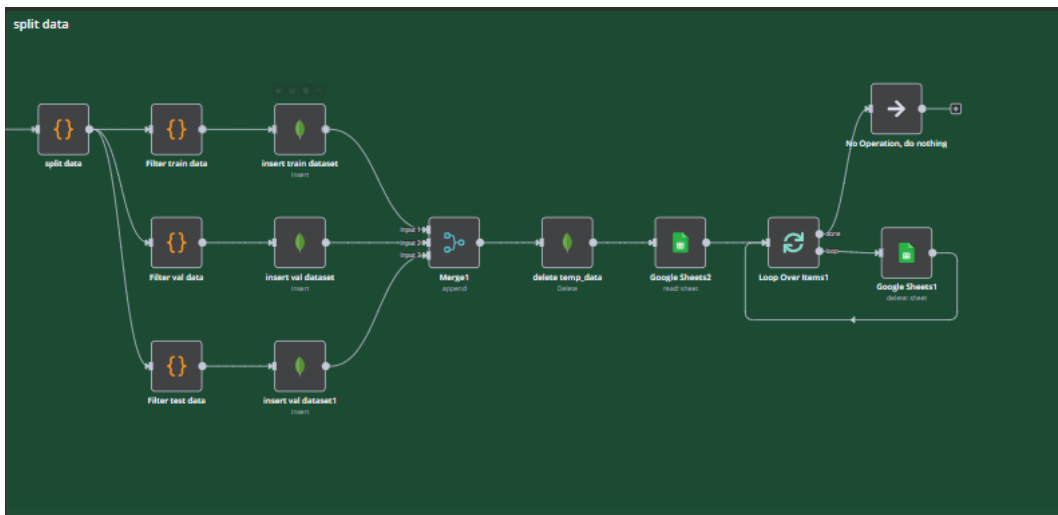 split data
split data
Filter train data
insert train dataset
insert
Filter val data
insert val dataset
insert
Filter test data
insert val dataset1
insert
Input 1
Input 2
Input 3
Merge1
append
delete temp_data
Delete
Google Sheets2
read: sheet
Loop Over Items1
done
loop
No Operation, do nothing
Google Sheets1
delete: sheet